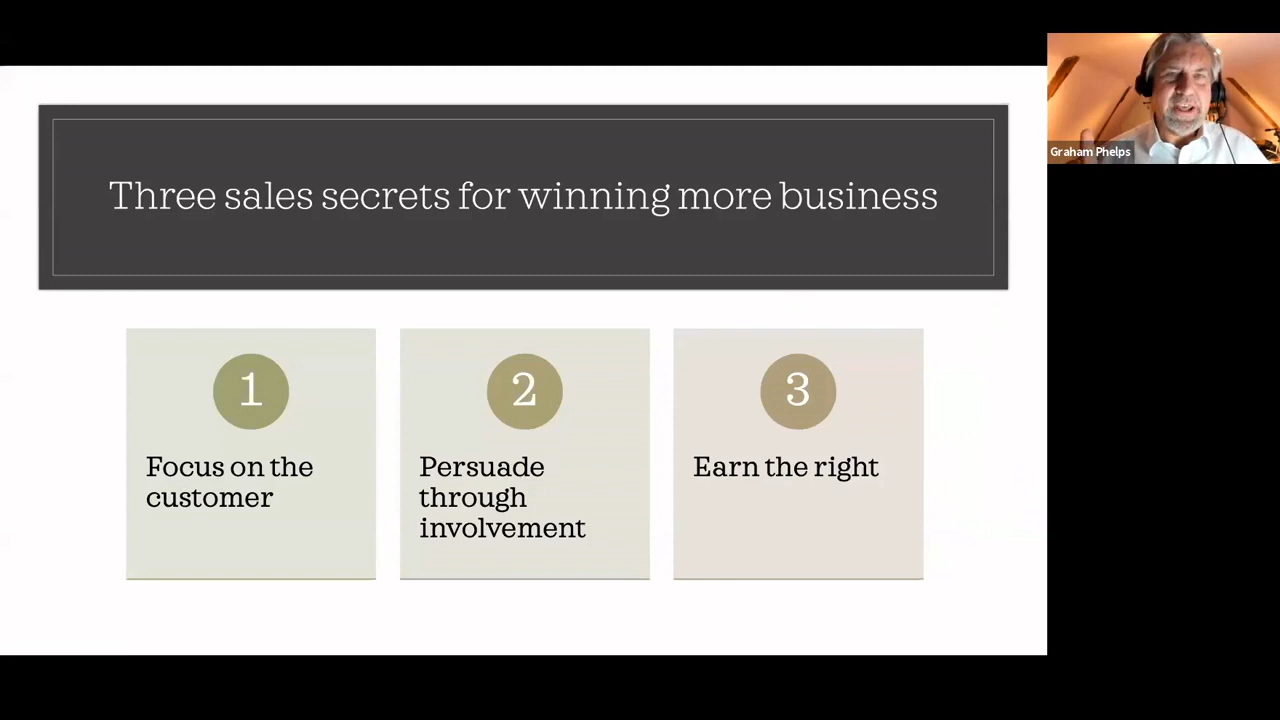 Three sales secrets for winning more business
Graham Phelps
1
Focus on the
customer
2
Persuade
through
involvement
3
Earn the right